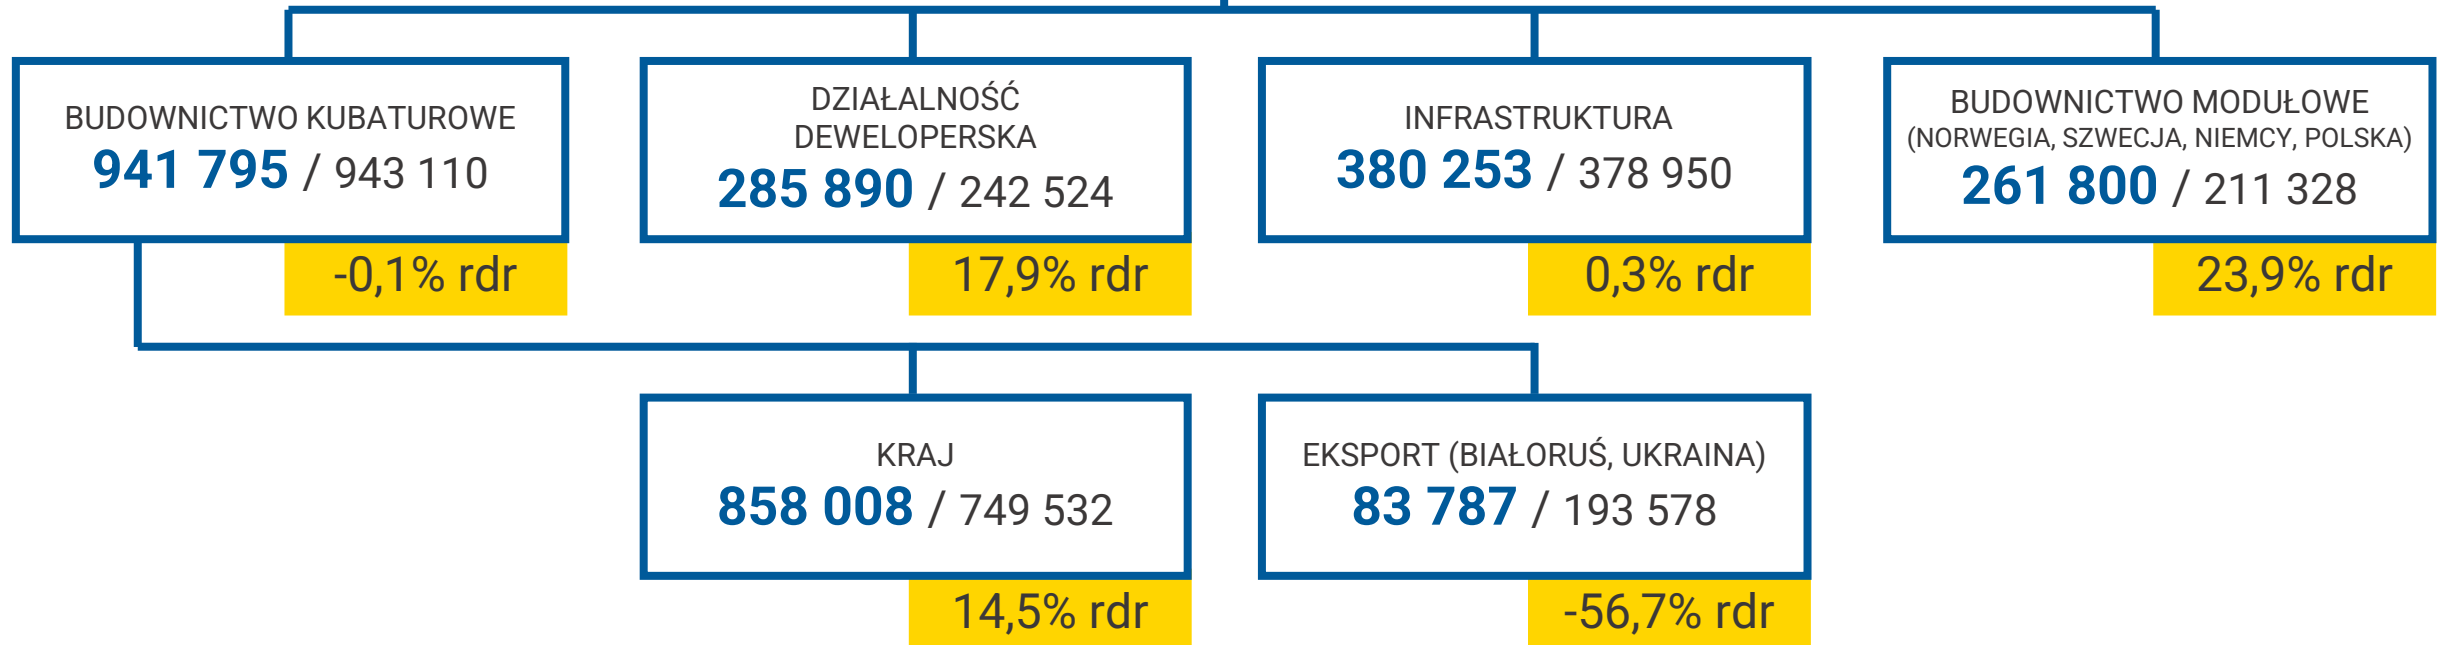 BUDOWNICTWO KUBATUROWE
941 795 / 943 110
-0,1% rdr
DZIAŁALNOŚĆ
DEWELOPERSKA
285 890 / 242 524
17,9% rdr
INFRASTRUKTURA
380 253 / 378 950
0,3% rdr
BUDOWNICTWO MODUŁOWE
(NORWEGIA, SZWECJA, NIEMCY, POLSKA)
261 800 / 211 328
23,9% rdr
KRAJ
858 008 / 749 532
14,5% rdr
EKSPORT (BIAŁORUŚ, UKRAINA)
83 787 / 193 578
-56,7% rdr